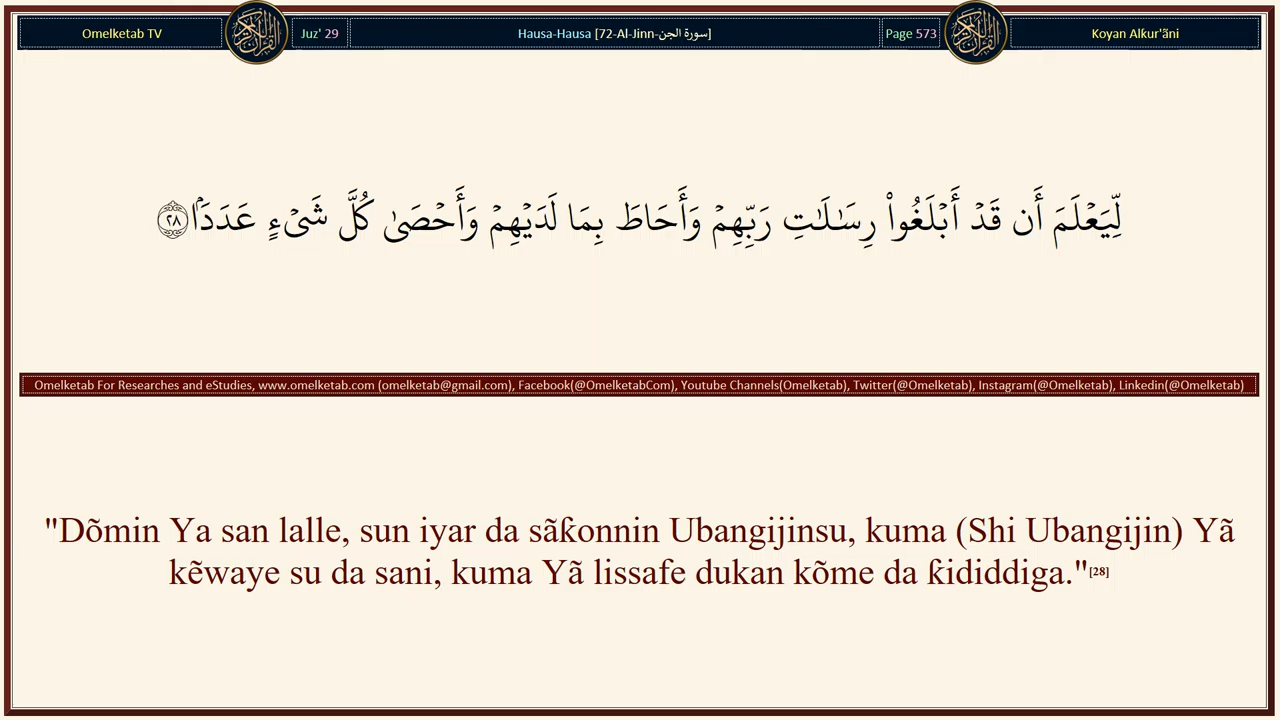 Omelketab TV
Juz' 29
Hausa-Hausa [72-Al-Jinn-سورة الجن]
Page 573
Koyan Alƙur'ãni
لِّيَعۡلَمَ أَن قَدۡ أَبۡلَغُواْ رِسَٰلَٰتِ رَبِّهِمۡ وَأَحَاطَ بِمَا لَدَيۡهِمۡ وَأَحۡصَىٰ كُلَّ شَيۡءٍ عَدَدَۢا ٢٨
Omelketab For Researches and eStudies, www.omelketab.com (omelketab@gmail.com), Facebook(@OmelketabCom), Youtube Channels(Omelketab), Twitter(@Omelketab), Instagram(@Omelketab), Linkedin(@Omelketab)
"Dõmin Ya san lalle, sun iyar da sãƙonnin Ubangijinsu, kuma (Shi Ubangijin) Yã
kẽwaye su da sani, kuma Yã lissafe dukan kõme da ƙididdiga."[28]